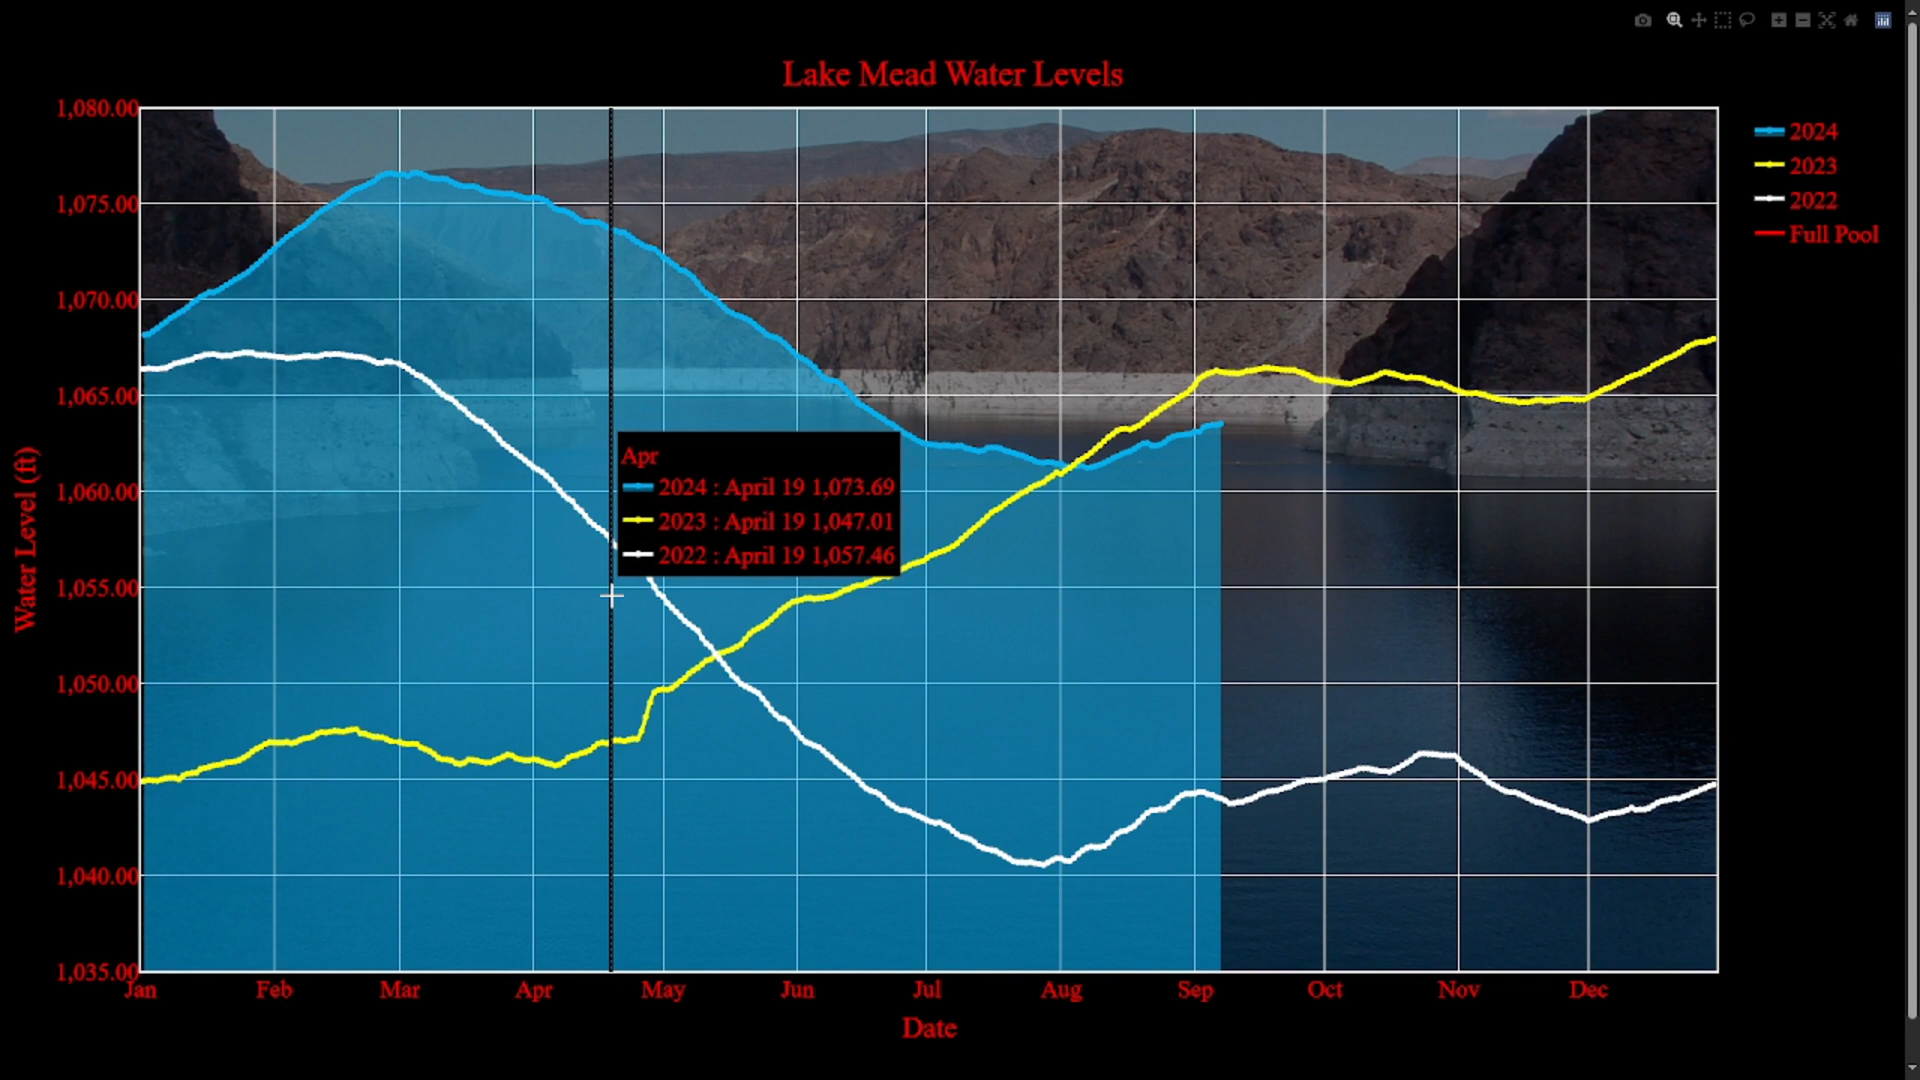 Lake Mead Water Levels
1,080.00
1,075.00
1,070.00
1,065.00
1,060.00
1,055.00
1,050.00
1,045.00
1,040.00
1,035.00
Water Level (ft)
2024
2023
2022
Full Pool
Apr
2024 : April 19 1,073.69
2023 : April 19 1,047.01
2022 : April 19 1,057.46
Jan Feb Mar Apr May Jun Jul Aug Sep Oct Nov Dec
Date